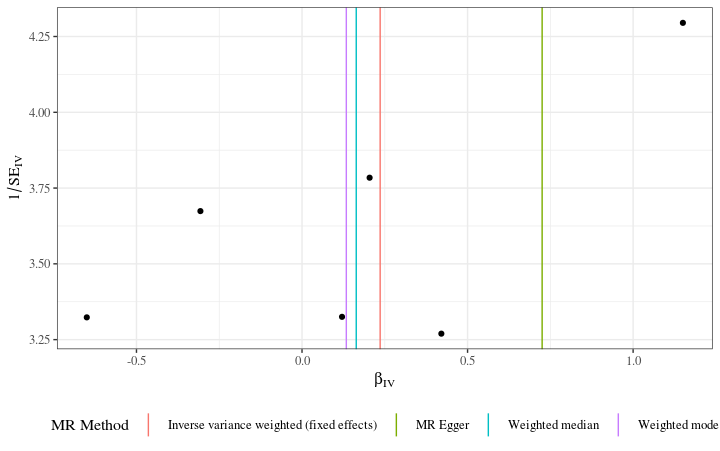 4.25
4.00
3.75
3.50
3.25
1/SE_IV
-0.5 0.0 0.5 1.0
β_IV
MR Method Inverse variance weighted (fixed effects) MR Egger Weighted median Weighted mode